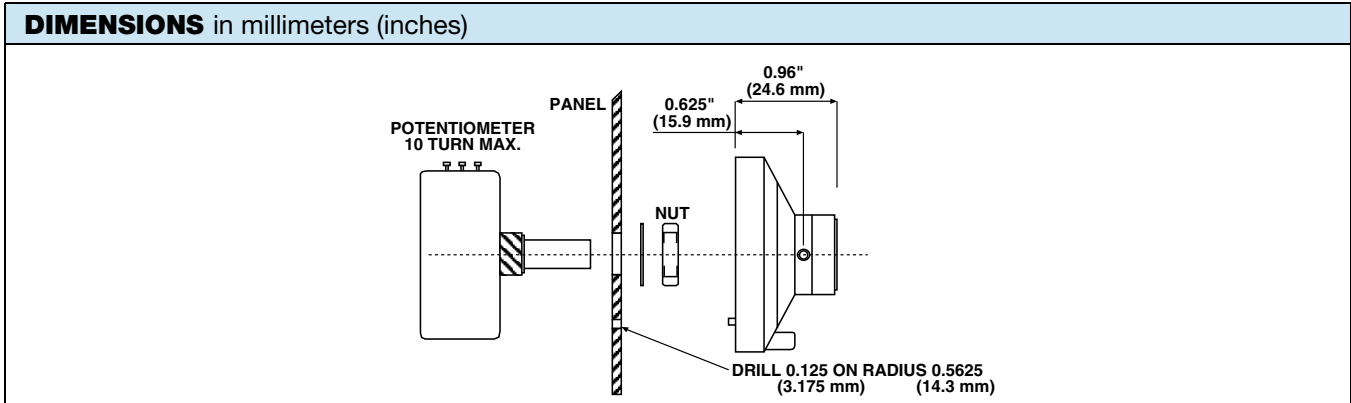 DIMENSIONS in millimeters (inches)
0.96"
(24.6 mm)
PANEL
0.625"
(15.9 mm)
POTENTIOMETER
10 TURN MAX.
NUT
DRILL 0.125 ON RADIUS 0.5625
(3.175 mm) (14.3 mm)